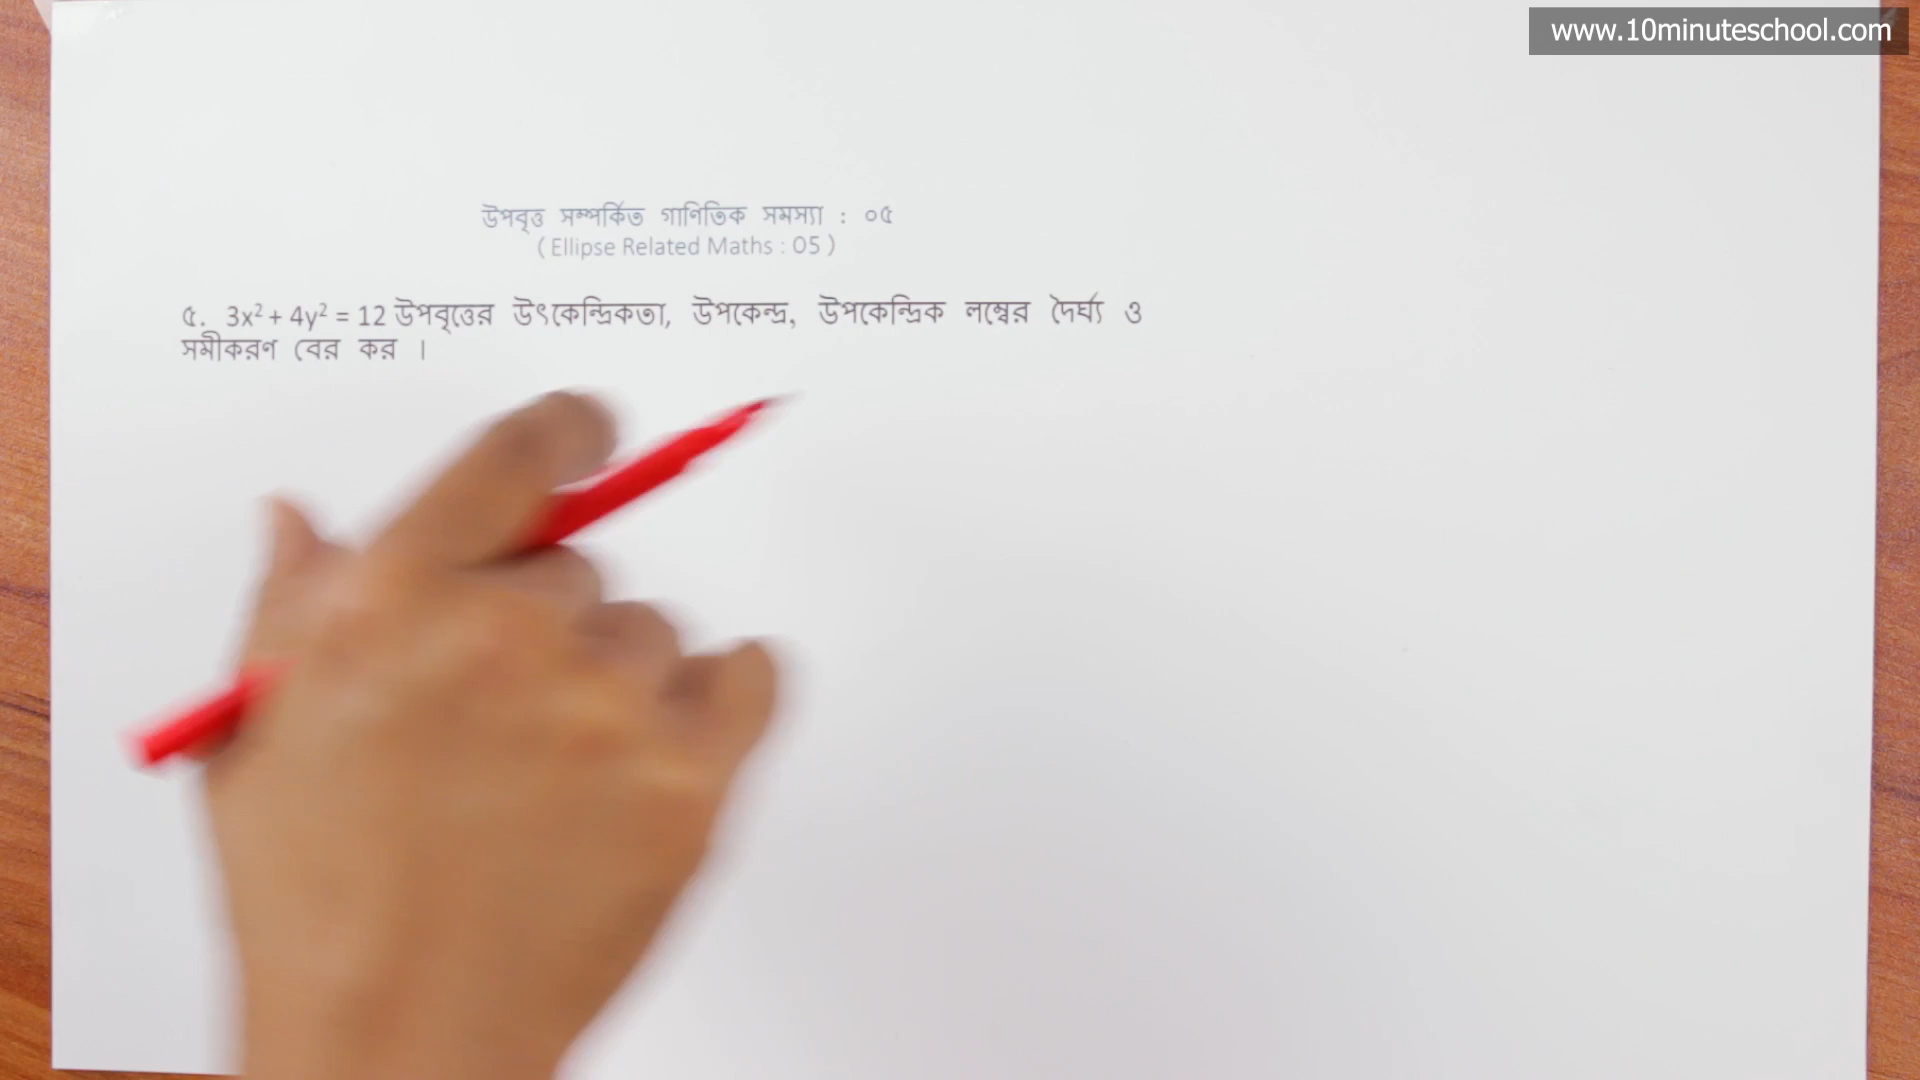 www.10minuteschool.com
উপবৃত্ত সম্পর্কিত গাণিতিক সমস্যা : ০৫
( Ellipse Related Maths : 05 )
৫. 3x² + 4y² = 12 উপবৃত্তের উৎকেন্দ্রিকতা, উপকেন্দ্র, উপকেন্দ্রিক লম্বের দৈর্ঘ্য ও
সমীকরণ বের কর ।